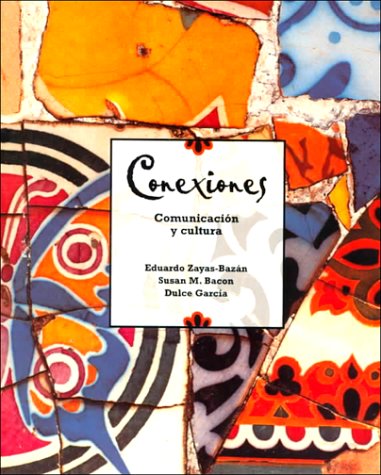 Conexiones
Comunicación
y cultura
Eduardo Zayas-Bazán
Susan M. Bacon
Dulce García